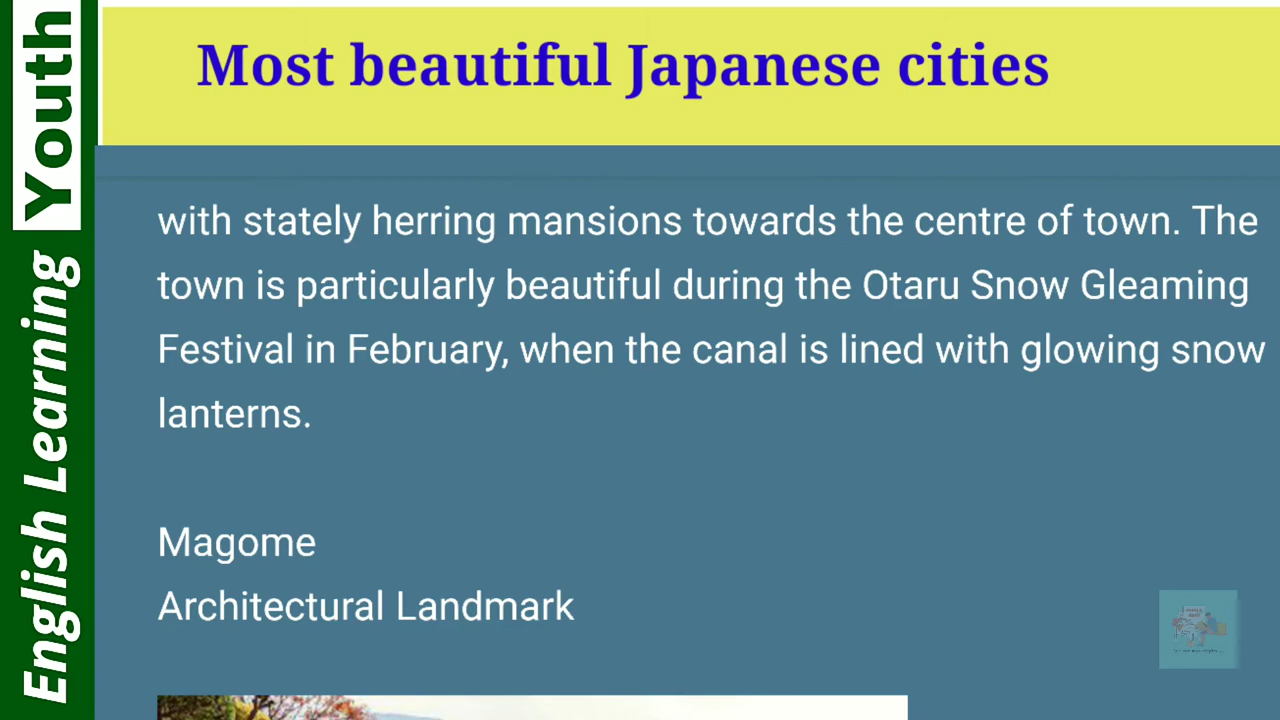 English Learning Youth
Most beautiful Japanese cities
with stately herring mansions towards the centre of town. The
town is particularly beautiful during the Otaru Snow Gleaming
Festival in February, when the canal is lined with glowing snow
lanterns.
Magome
Architectural Landmark